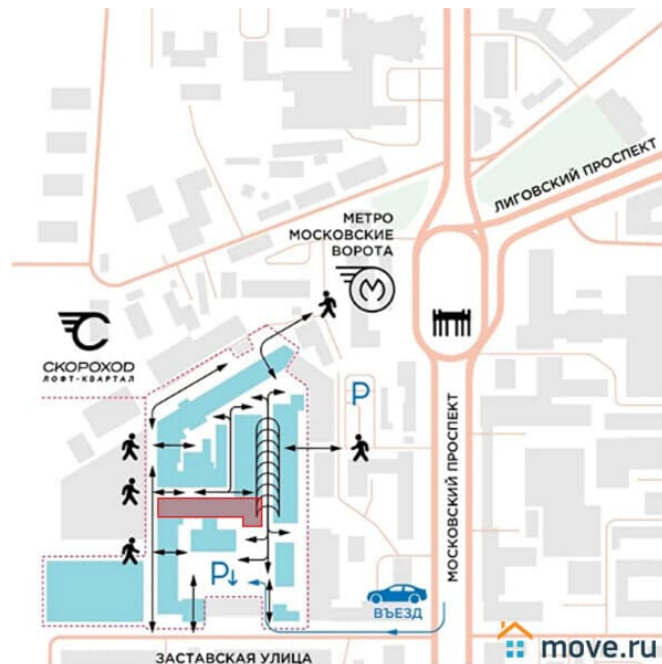 ЛИГОВСКИЙ ПРОСПЕКТ
МЕТРО
МОСКОВСКИЕ
ВОРОТА
М
СКОРОХОД
ЛОФТ-КВАРТАЛ
P
МОСКОВСКИЙ ПРОСПЕКТ
P
ВЪЕЗД
ЗАСТАВСКАЯ УЛИЦА
move.ru